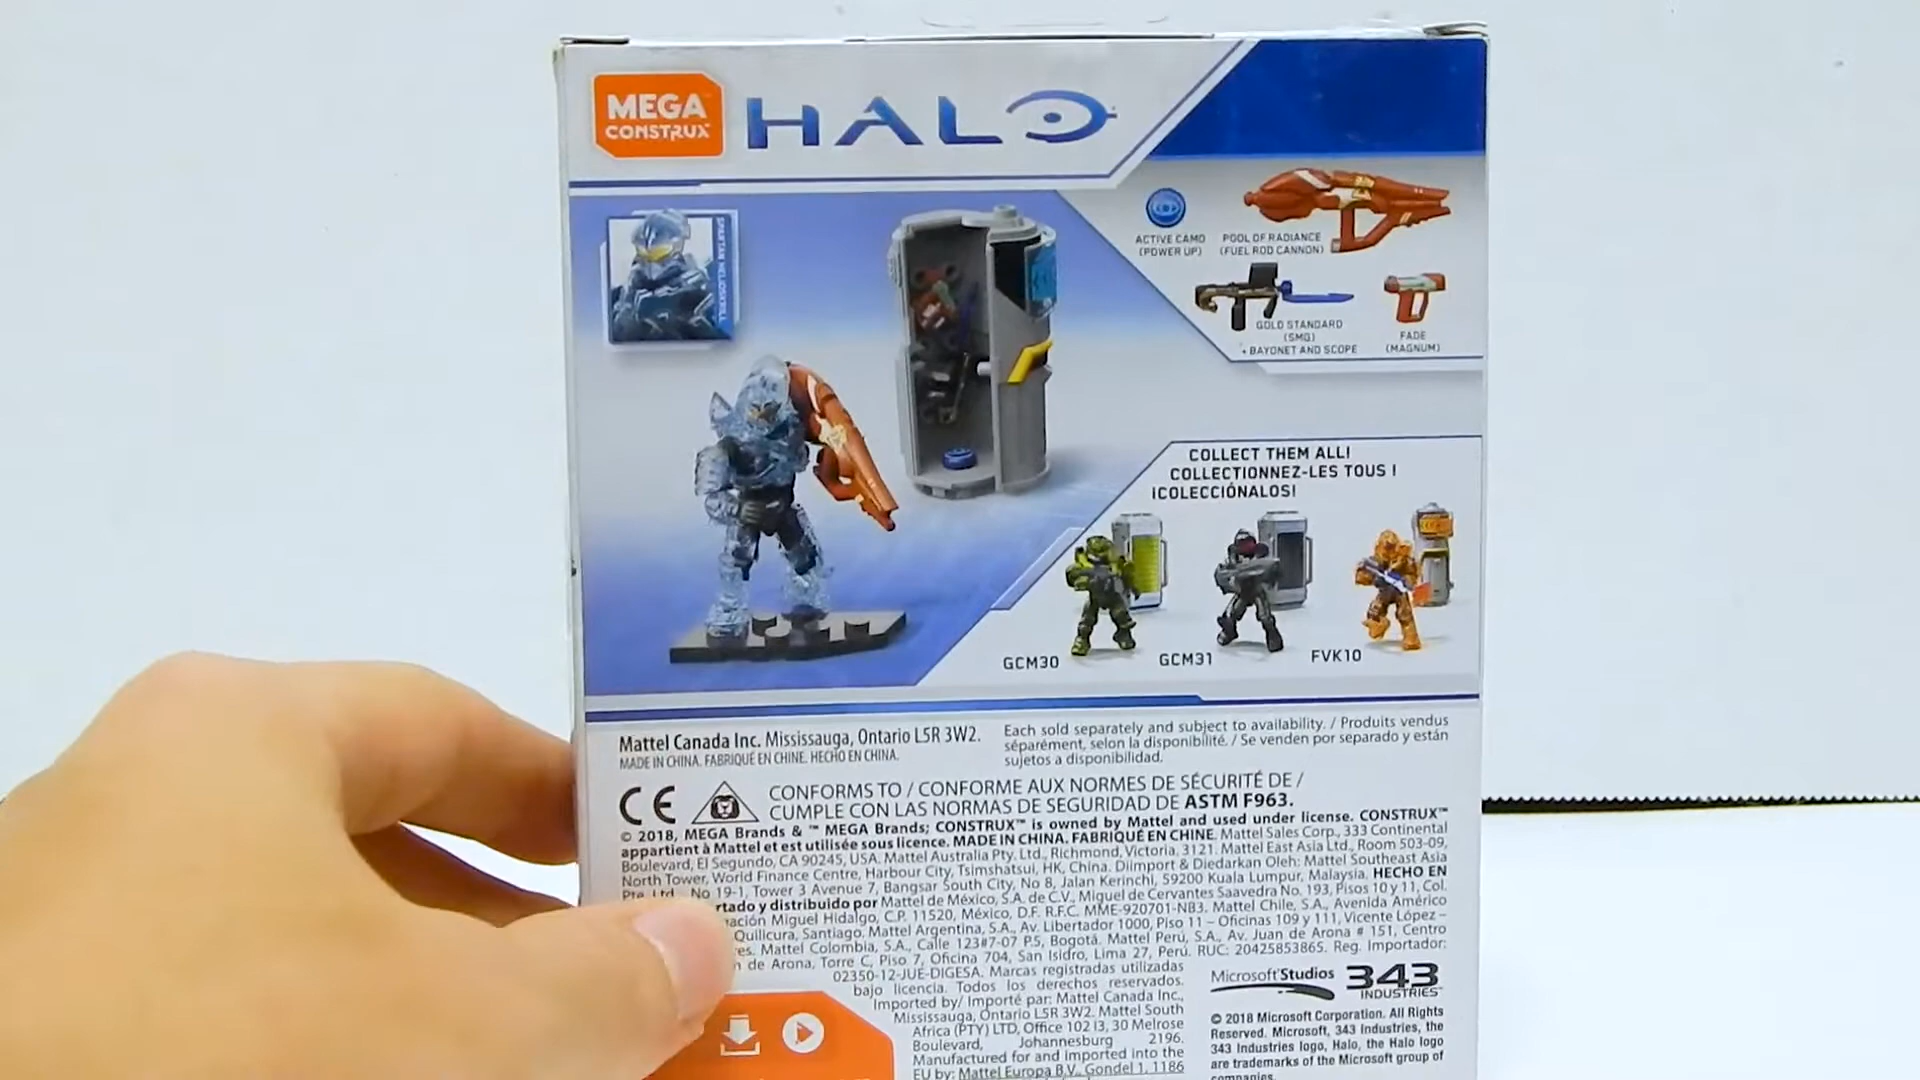 MEGA
CONSTRUX™
HALO
SPARTAN HELIOSKRILL
ACTIVE CAMO
(POWER UP)
POOL OF RADIANCE
(FUEL ROD CANNON)
GOLD STANDARD
(SMG)
+ BAYONET AND SCOPE
FADE
(MAGNUM)
COLLECT THEM ALL!
COLLECTIONNEZ-LES TOUS !
¡COLECCIÓNALOS!
GCM30
GCM31
FVK10
Mattel Canada Inc. Mississauga, Ontario L5R 3W2.
MADE IN CHINA. FABRIQUÉ EN CHINE. HECHO EN CHINA.
Each sold separately and subject to availability. / Produits vendus
séparément, selon la disponibilité. / Se venden por separado y están
sujetos a disponibilidad.
CE
CONFORMS TO / CONFORME AUX NORMES DE SÉCURITÉ DE /
CUMPLE CON LAS NORMAS DE SEGURIDAD DE ASTM F963.
© 2018, MEGA Brands & ™ MEGA Brands; CONSTRUX™ is owned by Mattel and used under license. CONSTRUX™
appartient à Mattel et est utilisée sous licence. MADE IN CHINA. FABRIQUÉ EN CHINE. Mattel Sales Corp., 333 Continental
Boulevard, El Segundo, CA 90245, USA. Mattel Australia Pty. Ltd., Richmond, Victoria. 3121. Mattel East Asia Ltd., Room 503-09,
North Tower, World Finance Centre, Harbour City, Tsimshatsui, HK, China. Diimport & Diedarkan Oleh: Mattel Southeast Asia
Pte. Ltd., No 19-1, Tower 3 Avenue 7, Bangsar South City, No 8, Jalan Kerinchi, 59200 Kuala Lumpur, Malaysia. HECHO EN
rtado y distribuido por Mattel de México, S.A. de C.V., Miguel de Cervantes Saavedra No. 193, Pisos 10 y 11, Col.
ación Miguel Hidalgo, C.P. 11520, México, D.F. R.F.C. MME-920701-NB3. Mattel Chile, S.A., Avenida Américo
Quilicura, Santiago. Mattel Argentina, S.A., Av. Libertador 1000, Piso 11 – Oficinas 109 y 111, Vicente López –
res. Mattel Colombia, S.A., Calle 123#7-07 P.5, Bogotá. Mattel Perú, S.A., Av. Juan de Arona # 151, Centro
n de Arona, Torre C, Piso 7, Oficina 704, San Isidro, Lima 27, Perú. RUC: 20425853865. Reg. Importador:
02350-12-JUE-DIGESA. Marcas registradas utilizadas
bajo licencia. Todos los derechos reservados.
Imported by/ Importé par: Mattel Canada Inc.,
Mississauga, Ontario L5R 3W2. Mattel South
Africa (PTY) LTD, Office 102 I3, 30 Melrose
Boulevard, Johannesburg 2196.
Manufactured for and imported into the
EU by: Mattel Europa B.V., Gondel 1, 1186
Microsoft Studios
343
INDUSTRIES™
© 2018 Microsoft Corporation. All Rights
Reserved. Microsoft, 343 Industries, the
343 Industries logo, Halo, the Halo logo
are trademarks of the Microsoft group of
companies.